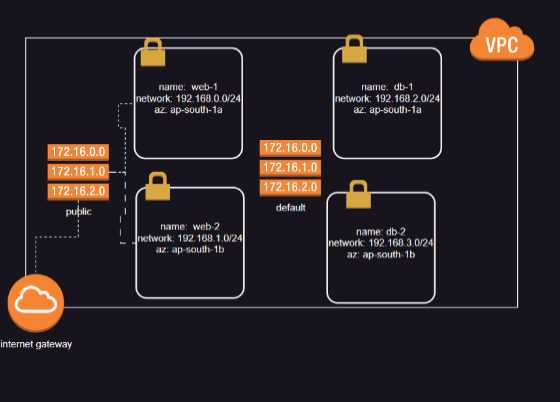 VPC
name: web-1
network: 192.168.0.0/24
az: ap-south-1a
name: db-1
network: 192.168.2.0/24
az: ap-south-1a
172.16.0.0
172.16.1.0
172.16.2.0
public
172.16.0.0
172.16.1.0
172.16.2.0
default
name: web-2
network: 192.168.1.0/24
az: ap-south-1b
name: db-2
network: 192.168.3.0/24
az: ap-south-1b
internet gateway